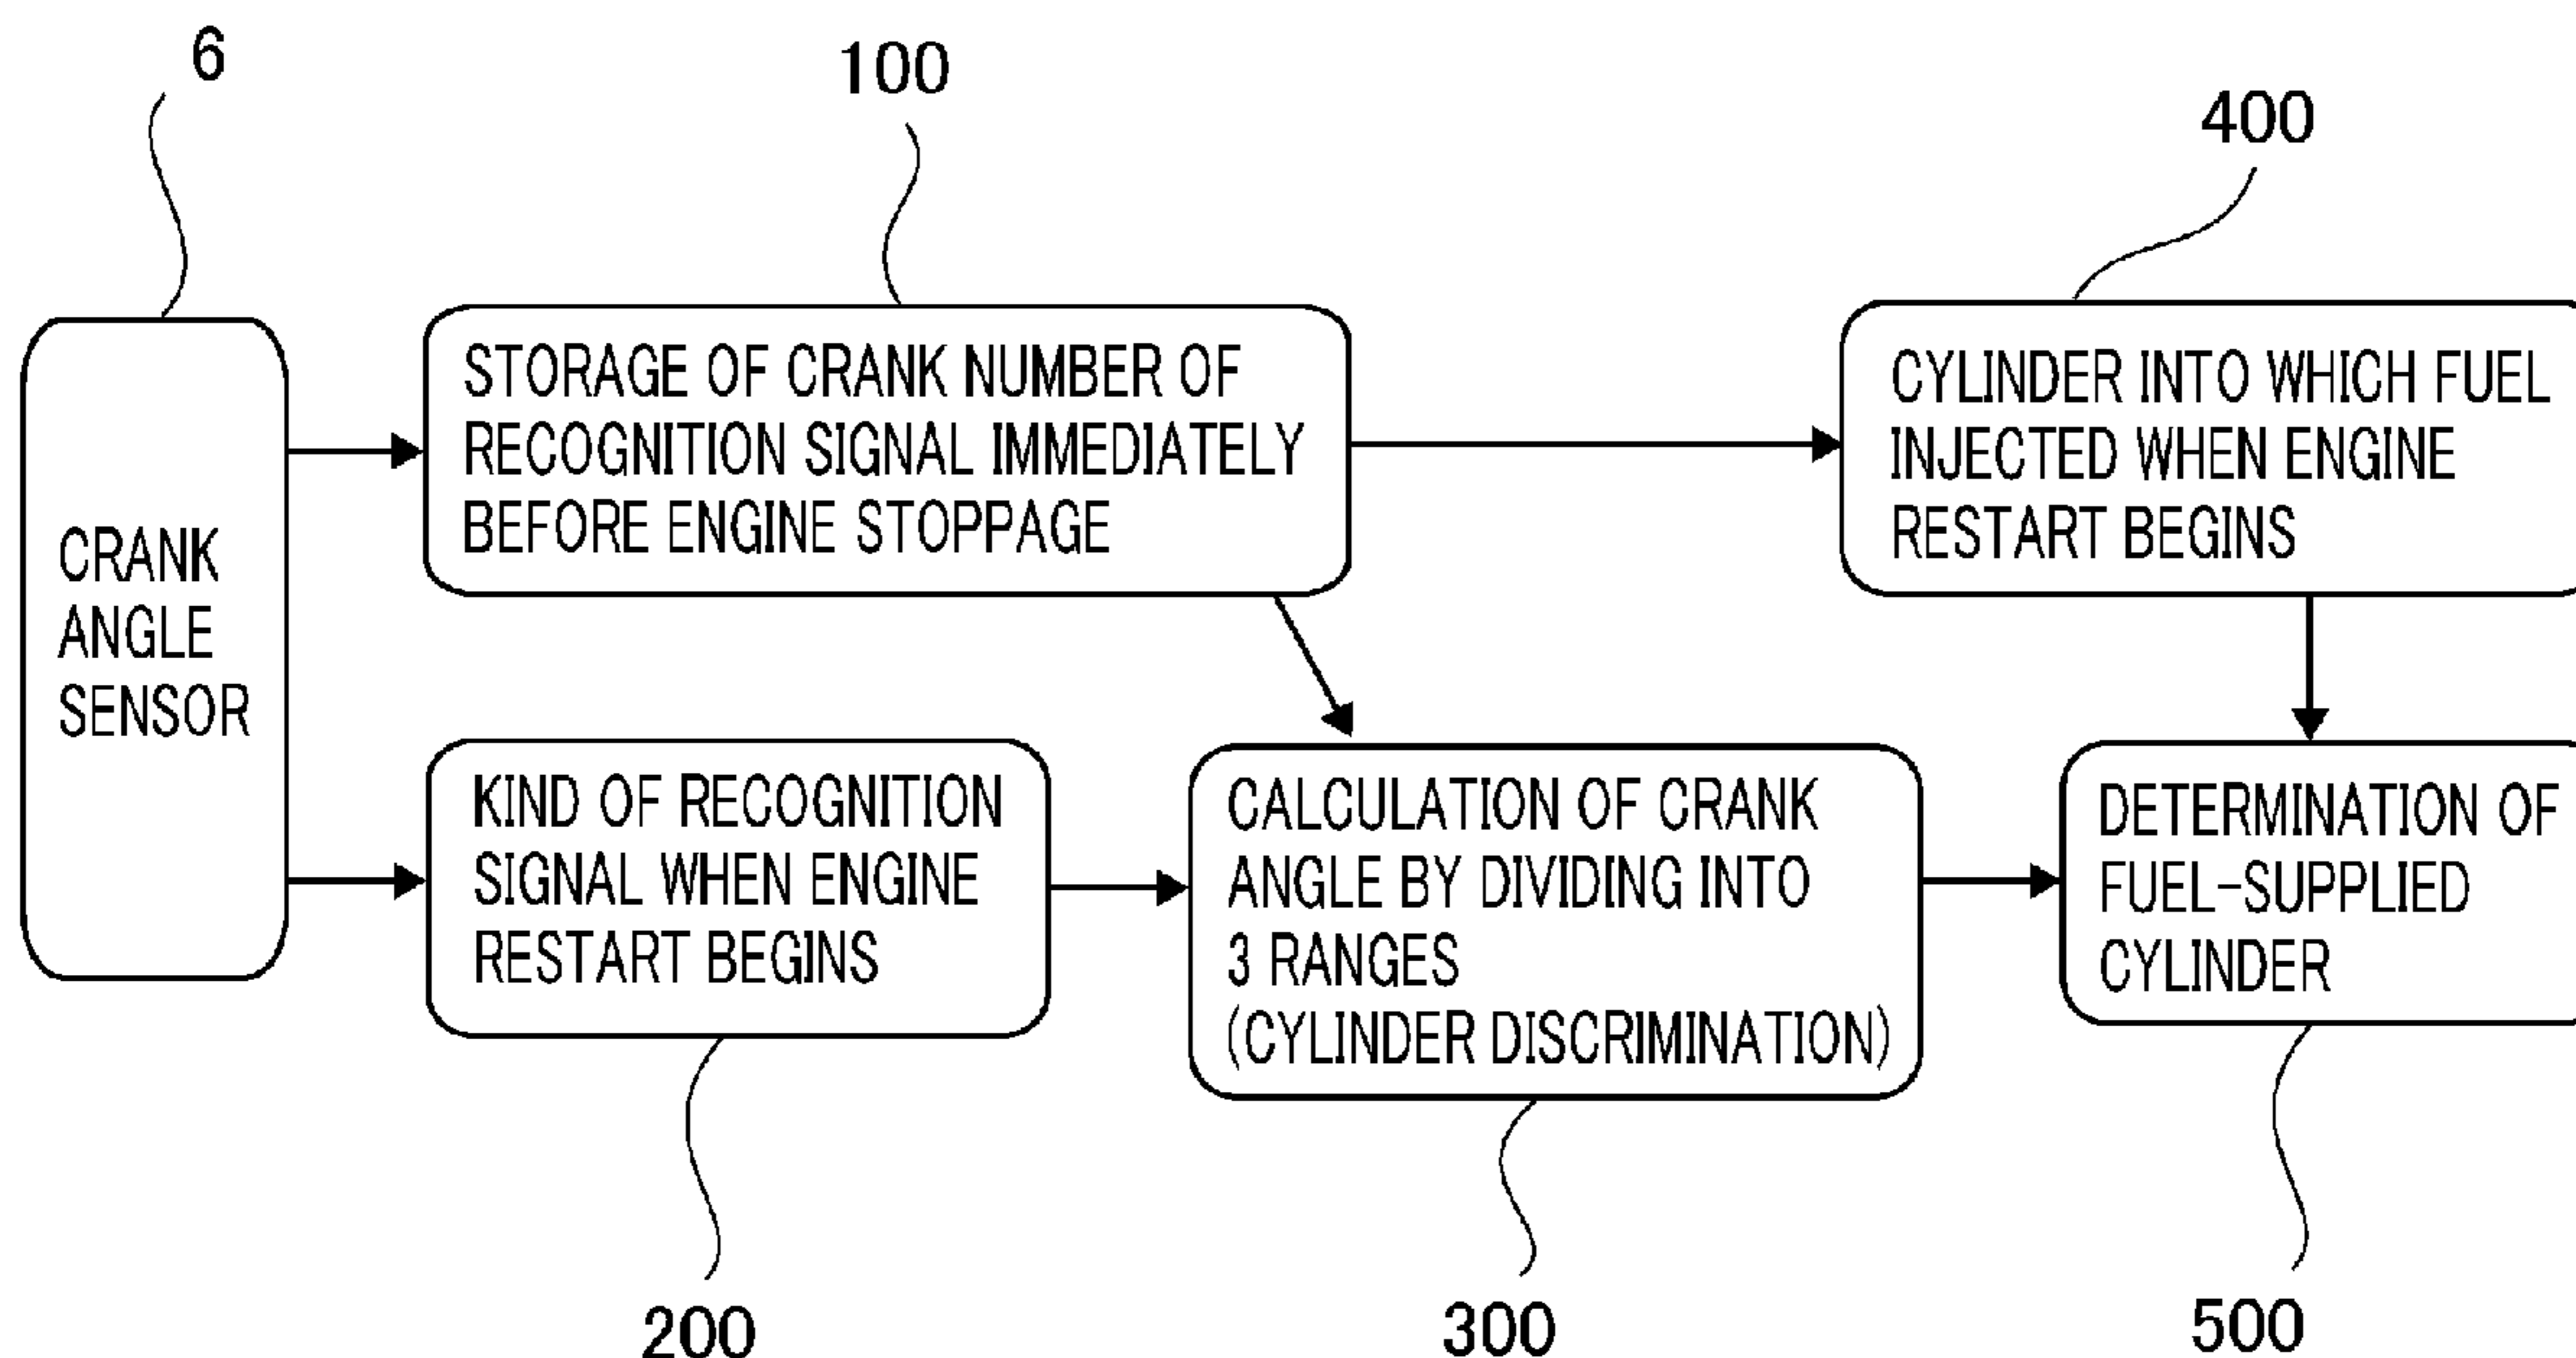 6
100
400
CRANK
ANGLE
SENSOR
STORAGE OF CRANK NUMBER OF
RECOGNITION SIGNAL IMMEDIATELY
BEFORE ENGINE STOPPAGE
CYLINDER INTO WHICH FUEL
INJECTED WHEN ENGINE
RESTART BEGINS
KIND OF RECOGNITION
SIGNAL WHEN ENGINE
RESTART BEGINS
CALCULATION OF CRANK
ANGLE BY DIVIDING INTO
3 RANGES
(CYLINDER DISCRIMINATION)
DETERMINATION OF
FUEL-SUPPLIED
CYLINDER
200
300
500